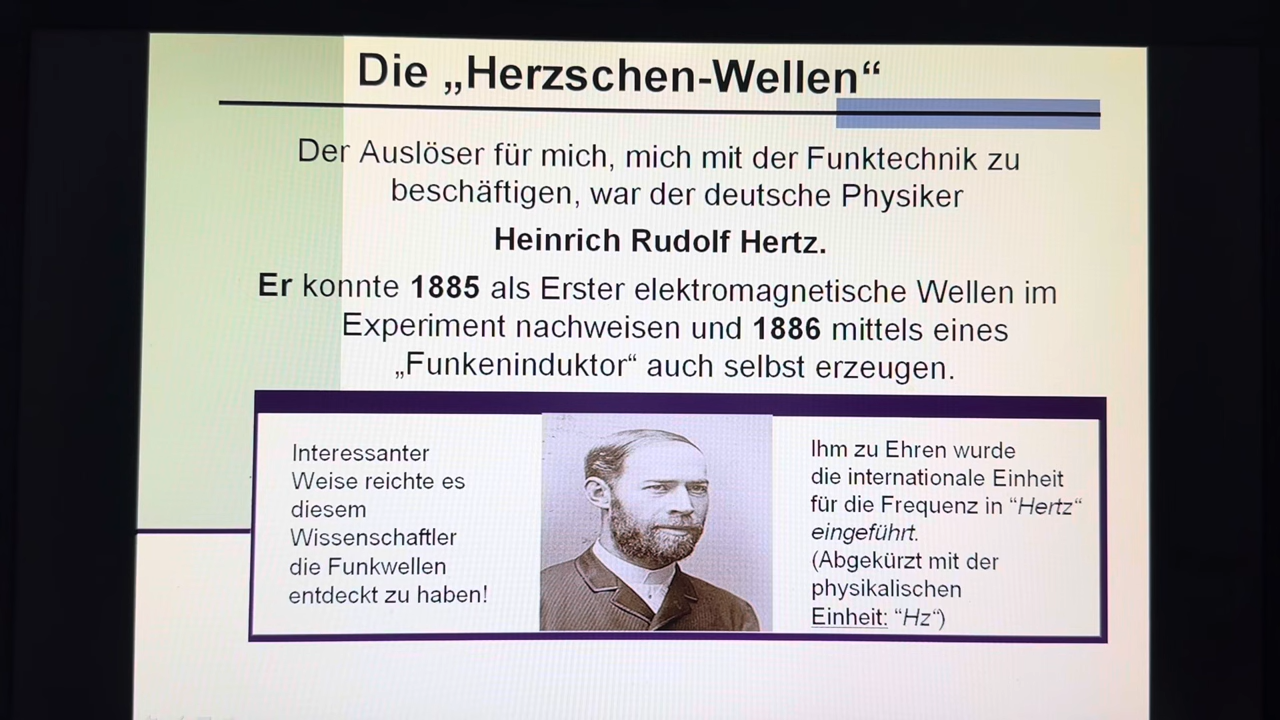 Die „Herzschen-Wellen“
Der Auslöser für mich, mich mit der Funktechnik zu
beschäftigen, war der deutsche Physiker
Heinrich Rudolf Hertz.
Er konnte 1885 als Erster elektromagnetische Wellen im
Experiment nachweisen und 1886 mittels eines
„Funkeninduktor“ auch selbst erzeugen.
Interessanter
Weise reichte es
diesem
Wissenschaftler
die Funkwellen
entdeckt zu haben!
Ihm zu Ehren wurde
die internationale Einheit
für die Frequenz in “Hertz“
eingeführt.
(Abgekürzt mit der
physikalischen
Einheit: “Hz“)